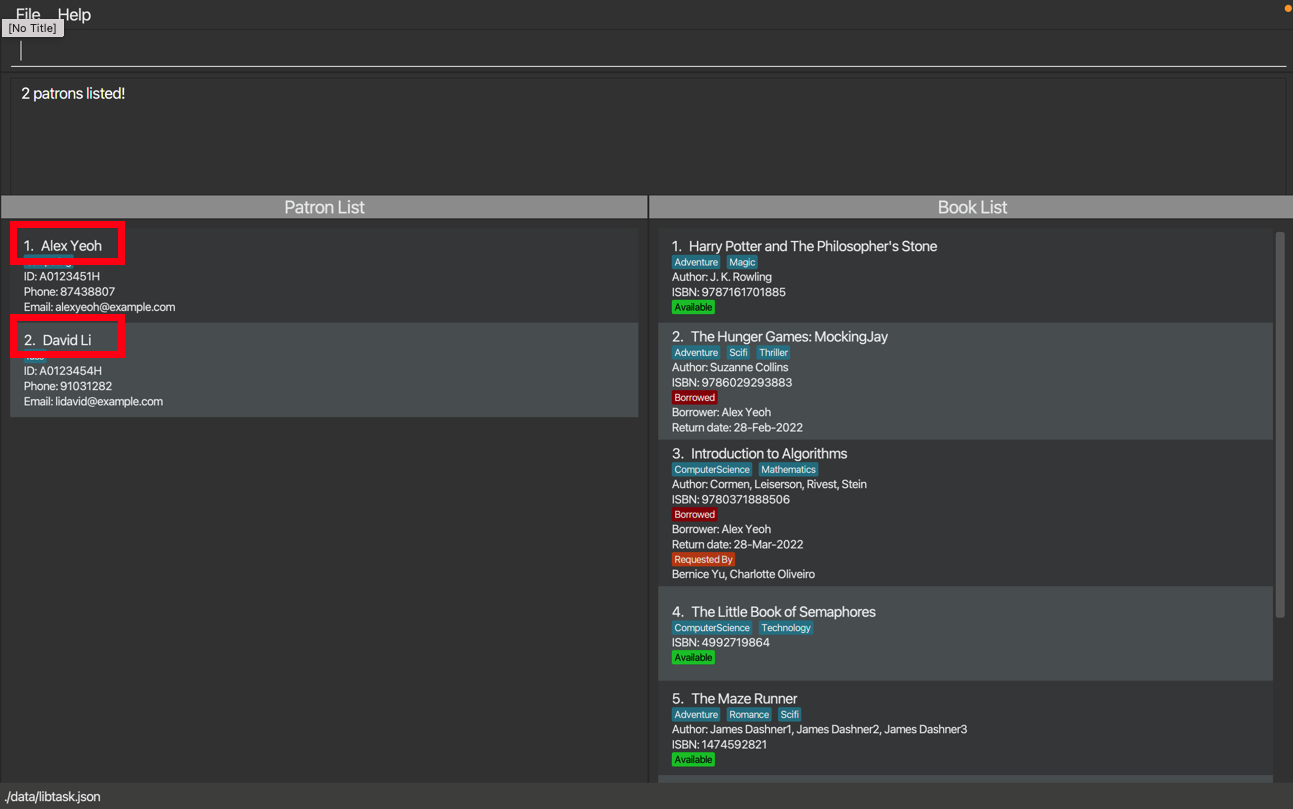 File Help
[No Title]
2 patrons listed!
Patron List
1. Alex Yeoh
ID: A0123451H
Phone: 87438807
Email: alexyeoh@example.com
2. David Li
ID: A0123454H
Phone: 91031282
Email: lidavid@example.com
Book List
1. Harry Potter and The Philosopher's Stone
Adventure Magic
Author: J. K. Rowling
ISBN: 9787161701885
Available
2. The Hunger Games: MockingJay
Adventure Scifi Thriller
Author: Suzanne Collins
ISBN: 9786029293883
Borrowed
Borrower: Alex Yeoh
Return date: 28-Feb-2022
3. Introduction to Algorithms
ComputerScience Mathematics
Author: Cormen, Leiserson, Rivest, Stein
ISBN: 9780371888506
Borrowed
Borrower: Alex Yeoh
Return date: 28-Mar-2022
Requested By
Bernice Yu, Charlotte Oliveiro
4. The Little Book of Semaphores
ComputerScience Technology
ISBN: 4992719864
Available
5. The Maze Runner
Adventure Romance Scifi
Author: James Dashner1, James Dashner2, James Dashner3
ISBN: 1474592821
Available
./data/libtask.json